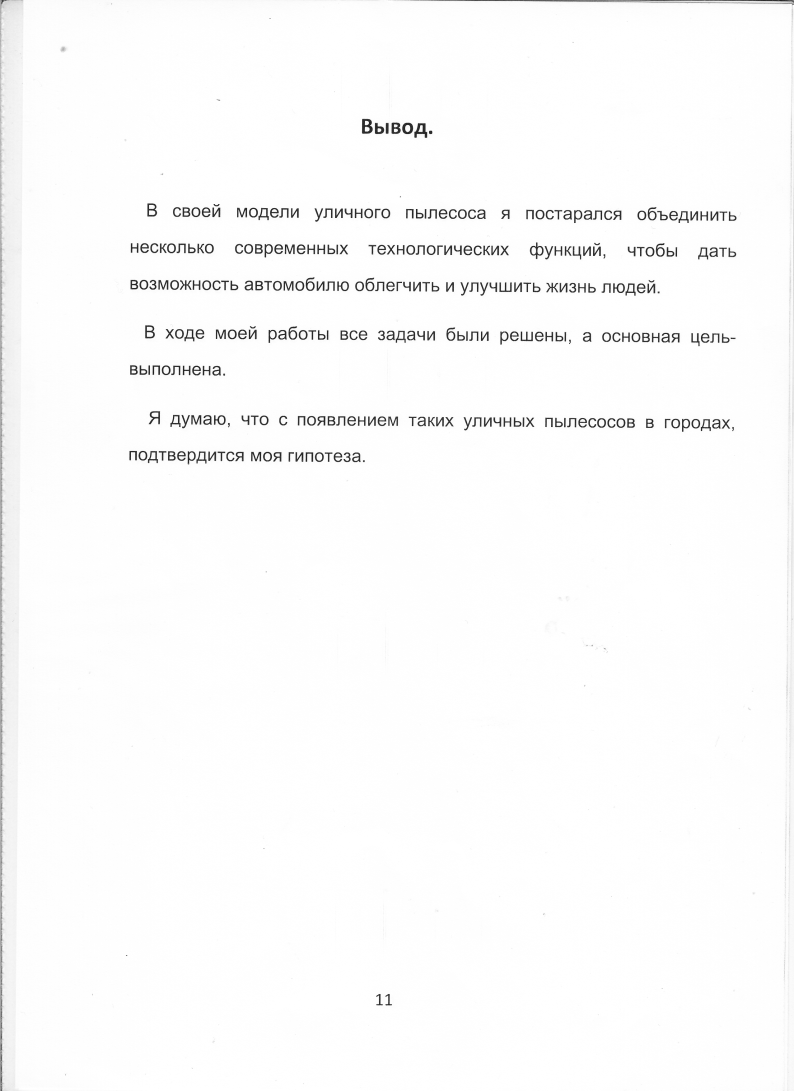 Вывод.
В своей модели уличного пылесоса я постарался объединить
несколько современных технологических функций, чтобы дать
возможность автомобилю облегчить и улучшить жизнь людей.
В ходе моей работы все задачи были решены, а основная цель-
выполнена.
Я думаю, что с появлением таких уличных пылесосов в городах,
подтвердится моя гипотеза.
11